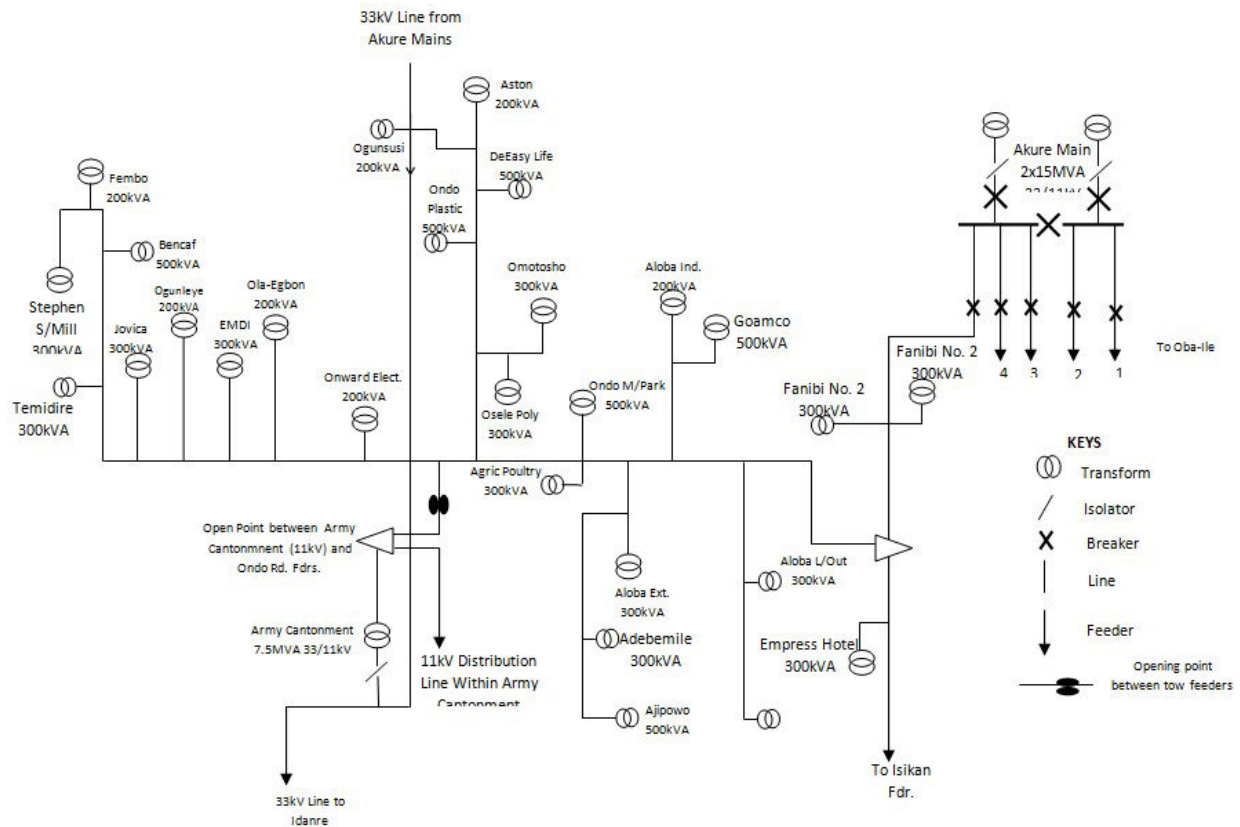 33kV Line from
Akure Mains
Aston
200kVA
Ogunsusi
200kVA
DeEasy Life
500kVA
Ondo
Plastic
500kVA
Akure Main
2x15MVA
33/11kV
Fembo
200kVA
Bencaf
500kVA
Stephen
S/Mill
300kVA
Ogunleye
200kVA
Ola-Egbon
200kVA
Jovica
300kVA
EMDI
300kVA
Omotosho
300kVA
Aloba Ind.
200kVA
Goamco
500kVA
To Oba-Ile
Fanibi No. 2
300kVA
4
3
2
1
Temidire
300kVA
Onward Elect.
200kVA
Osele Poly
300kVA
Ondo M/Park
500kVA
Fanibi No. 2
300kVA
Agric Poultry
300kVA
KEYS
Transform
Isolator
Breaker
Line
Feeder
Opening point
between tow feeders
Open Point between Army
Cantonmnent (11kV) and
Ondo Rd. Fdrs.
Aloba L/Out
300kVA
Aloba Ext.
300kVA
Army Cantonment
7.5MVA 33/11kV
Adebemile
300kVA
Empress Hotel
300kVA
11kV Distribution
Line Within Army
Cantonment
Ajipowo
500kVA
To Isikan
Fdr.
33kV Line to
Idanre